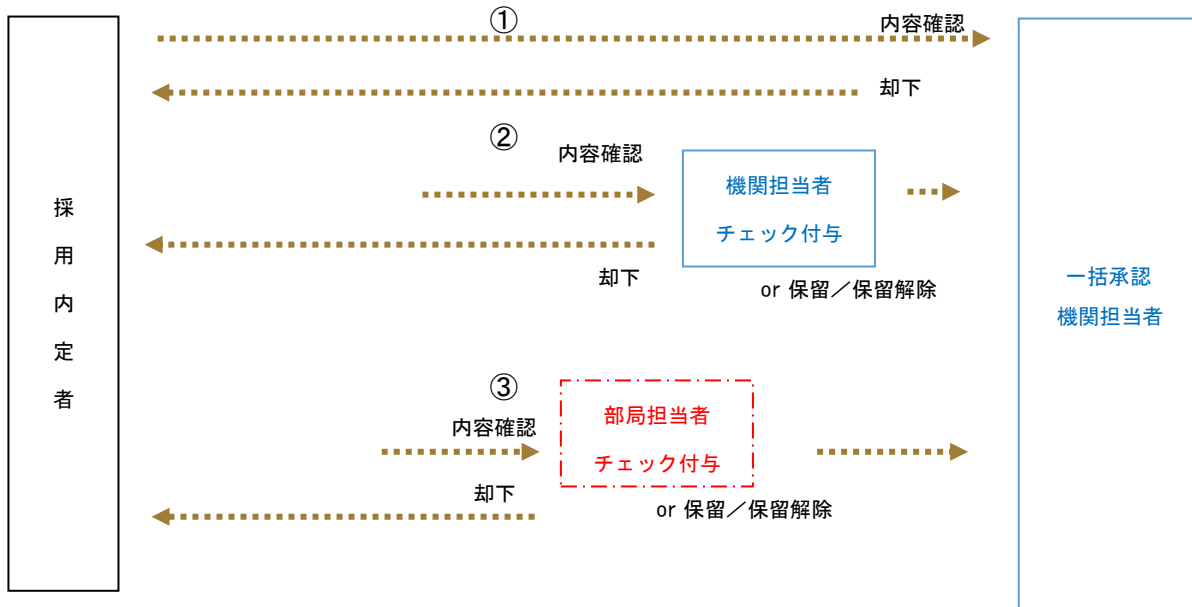 ①
内容確認
却下
②
内容確認
機関担当者
チェック付与
却下
or 保留／保留解除
採
用
内
定
者
一括承認
機関担当者
③
内容確認
部局担当者
チェック付与
却下
or 保留／保留解除